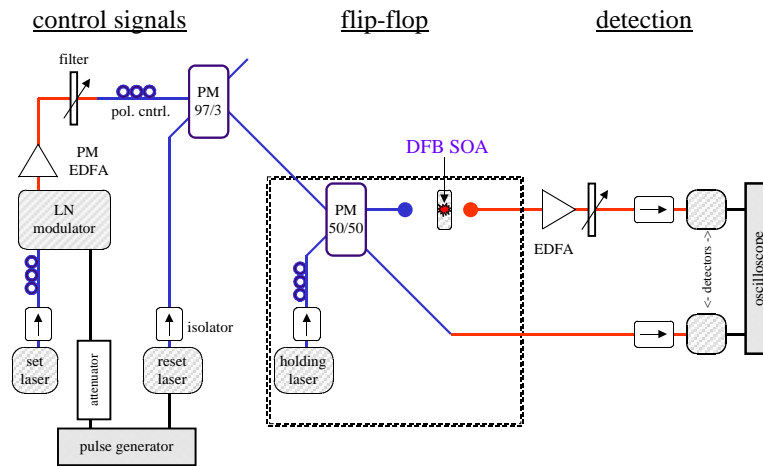 control signals
flip-flop
detection
filter
PM
97/3
pol. cntrl.
PM
EDFA
DFB SOA
LN
modulator
PM
50/50
EDFA
<- detectors ->
oscilloscope
isolator
set
laser
attenuator
reset
laser
holding
laser
pulse generator